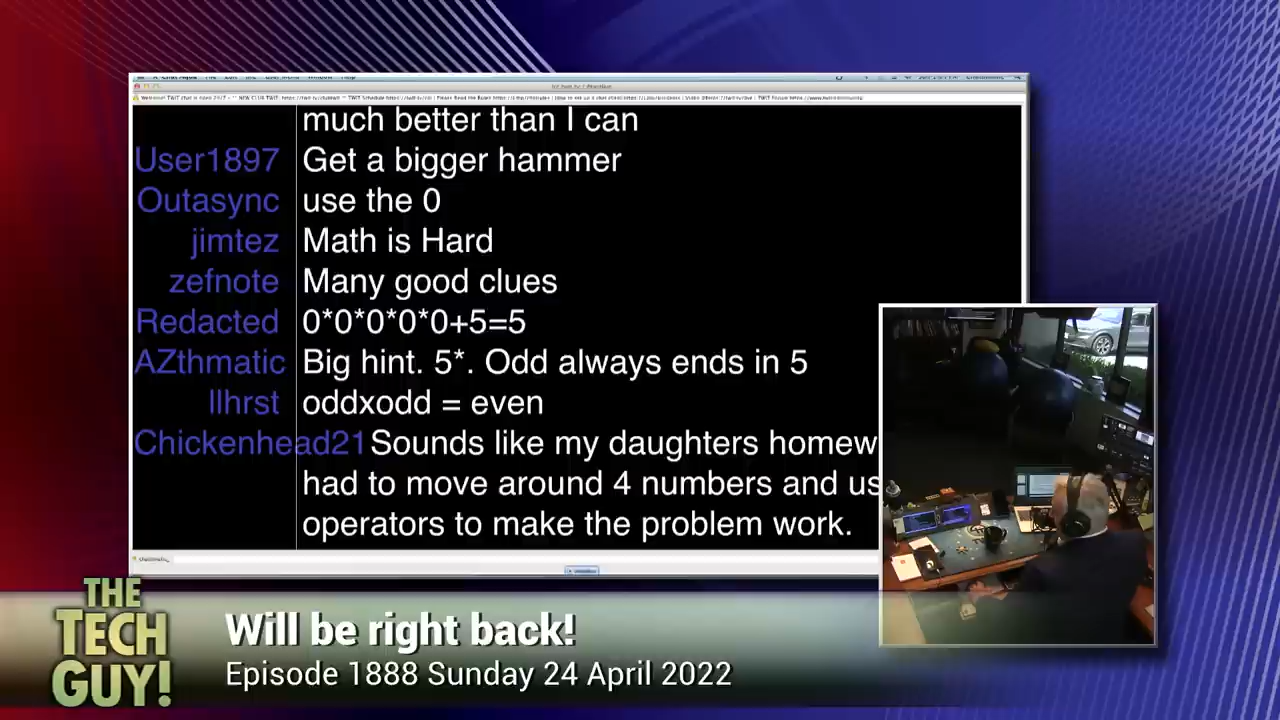 much better than I can
User1897 Get a bigger hammer
Outasync use the 0
jimtez Math is Hard
zefnote Many good clues
Redacted 0*0*0*0*0+5=5
AZthmatic Big hint. 5*. Odd always ends in 5
llhrst oddxodd = even
Chickenhead21 Sounds like my daughters homew
had to move around 4 numbers and us
operators to make the problem work.
THE
TECH
GUY!
Will be right back!
Episode 1888 Sunday 24 April 2022